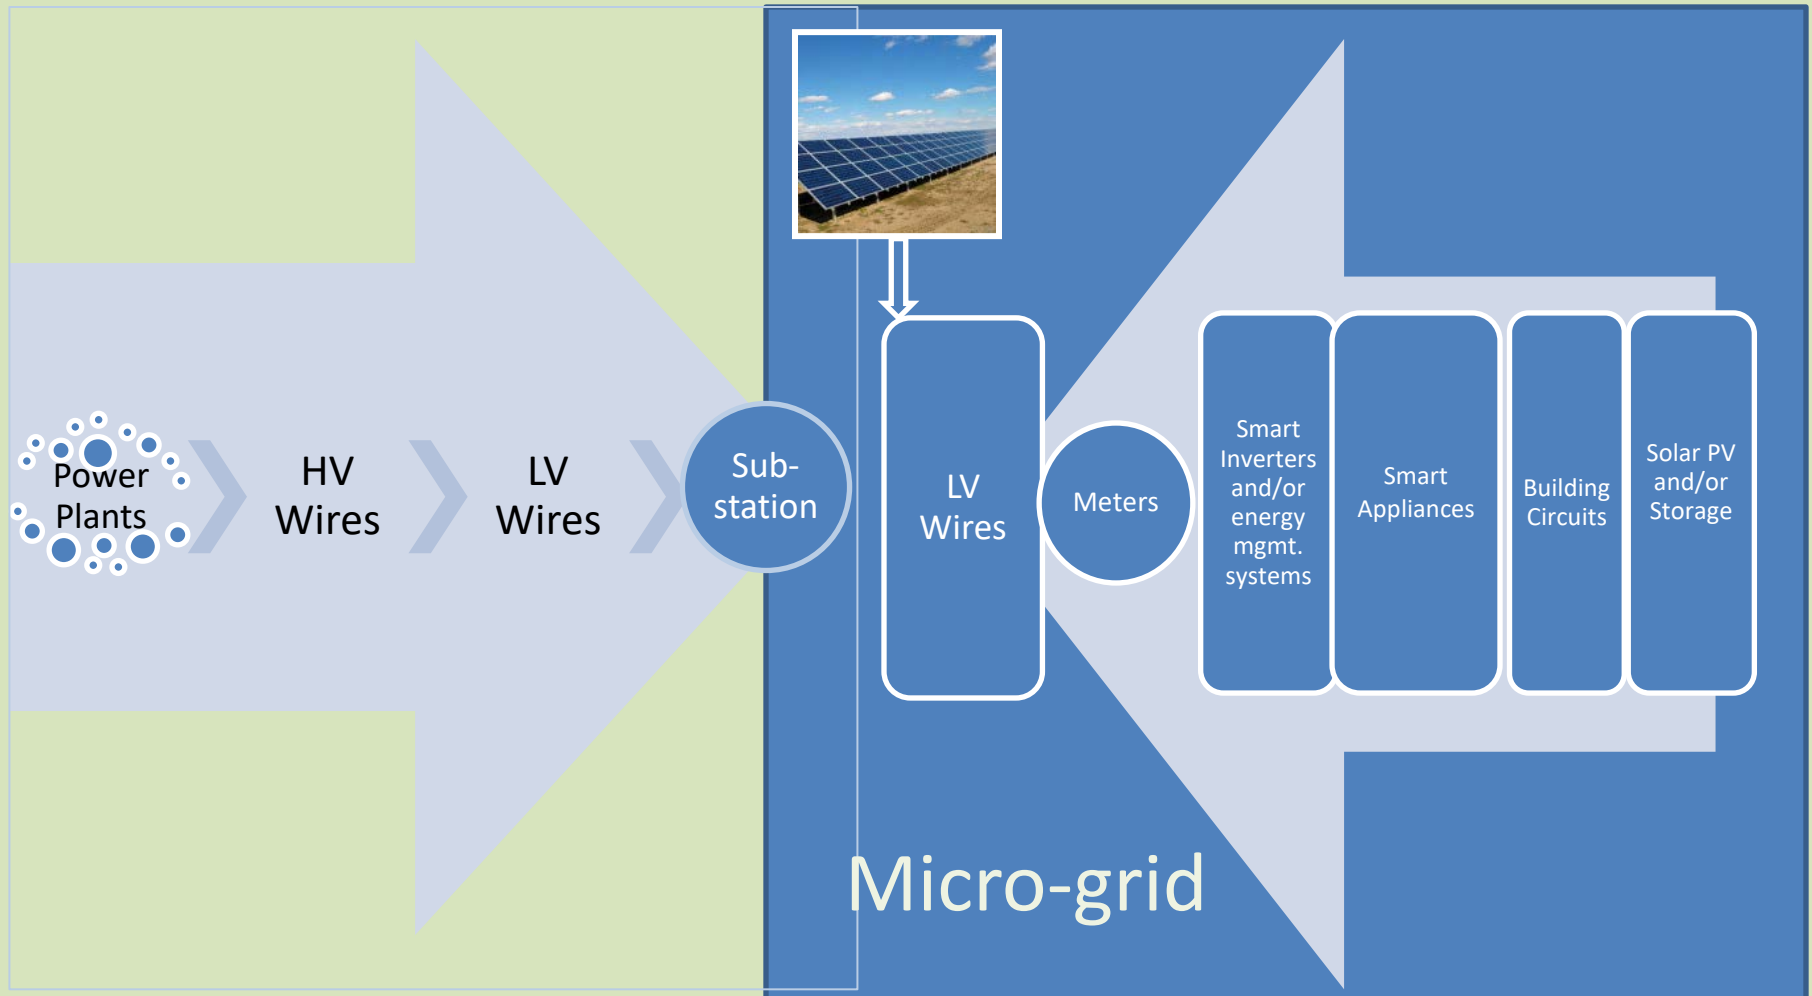 Power
Plants
HV
Wires
LV
Wires
Sub-
station
LV
Wires
Meters
Smart
Inverters
and/or
energy
mgmt.
systems
Smart
Appliances
Building
Circuits
Solar PV
and/or
Storage
Micro-grid